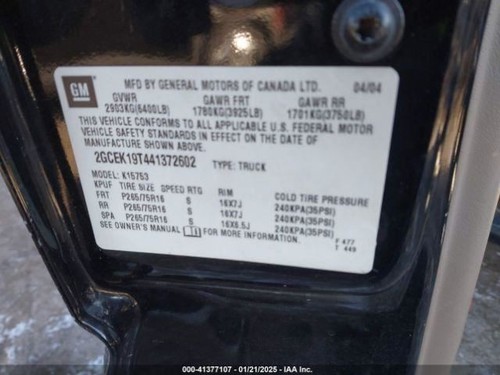 GM
MFD BY GENERAL MOTORS OF CANADA LTD. 04/04
GVWR GAWR FRT GAWR RR
2903KG(6400LB) 1780KG(3925LB) 1701KG(3750LB)
THIS VEHICLE CONFORMS TO ALL APPLICABLE U.S. FEDERAL MOTOR
VEHICLE SAFETY STANDARDS IN EFFECT ON THE DATE OF
MANUFACTURE SHOWN ABOVE.
2GCEK19T441372602 TYPE: TRUCK
MODEL: K15753
KPUF TIRE SIZE SPEED RTG RIM COLD TIRE PRESSURE
FRT P265/75R16 S 16X7J 240KPA(35PSI)
RR P265/75R16 S 16X7J 240KPA(35PSI)
SPA P265/75R16 S 16X6.5J 240KPA(35PSI)
SEE OWNER'S MANUAL i FOR MORE INFORMATION.
F 477
T 449
© 00-41377107 - 01/21/2025 - IAA, Inc.